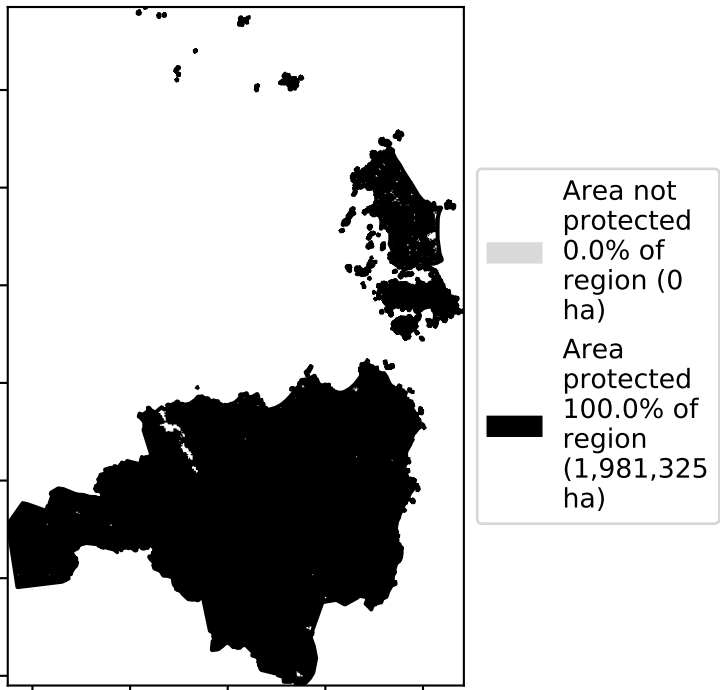 Area not
protected
0.0% of
region (0
ha)
Area
protected
100.0% of
region
(1,981,325
ha)